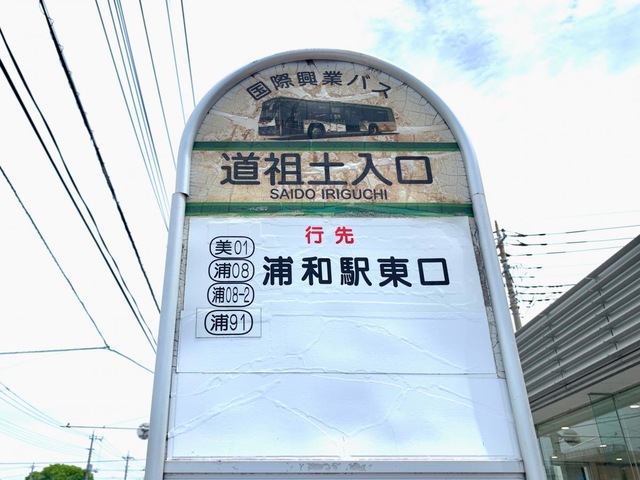 国際興業バス
道祖土入口
SAIDO IRIGUCHI
行先
美01
浦08
浦08-2
浦91
浦和駅東口